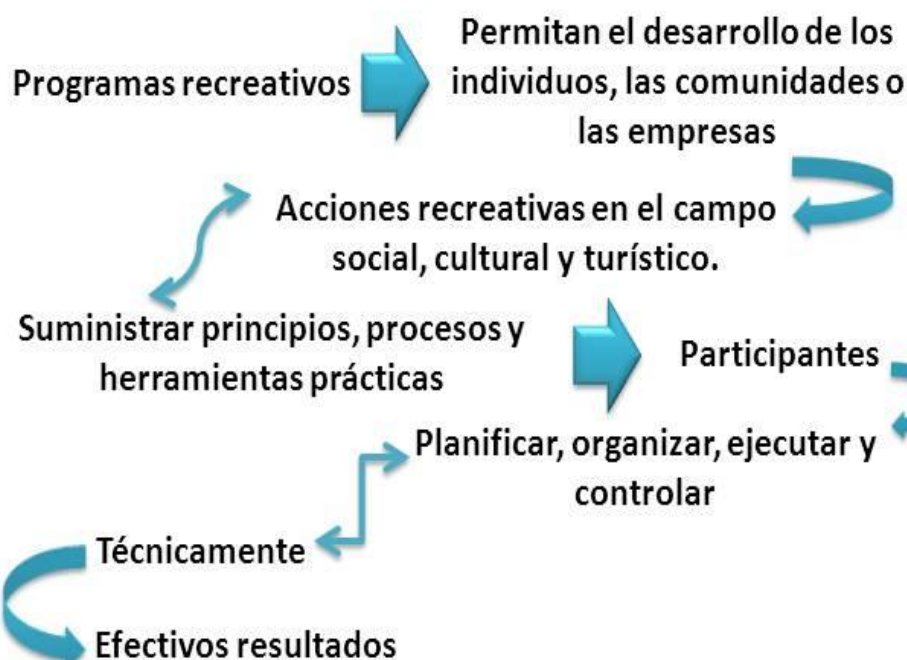 Programas recreativos
Permitan el desarrollo de los
individuos, las comunidades o
las empresas
Acciones recreativas en el campo
social, cultural y turístico.
Suministrar principios, procesos y
herramientas prácticas
Participantes
Planificar, organizar, ejecutar y
controlar
Técnicamente
Efectivos resultados